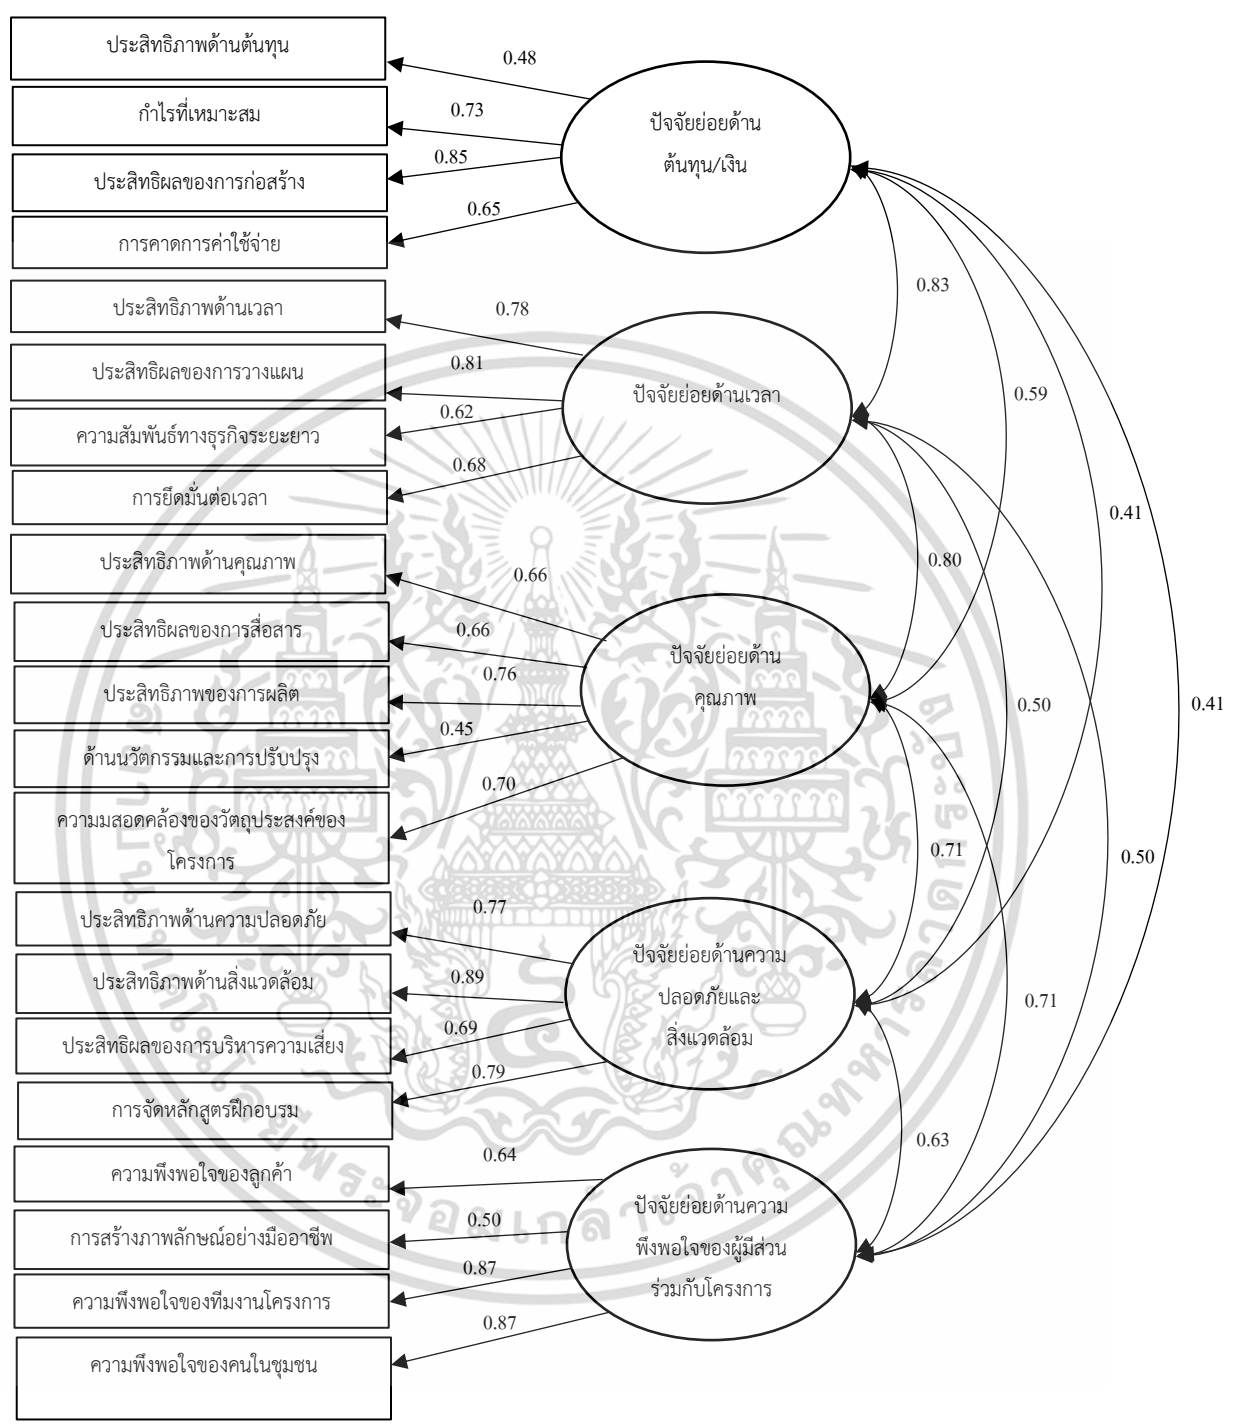 ประสิทธิภาพด้านต้นทุน
0.48
กำไรที่เหมาะสม
0.73
ปัจจัยย่อยด้าน
ต้นทุน/เงิน
ประสิทธิผลของการก่อสร้าง
0.85
การคาดการค่าใช้จ่าย
0.65
0.83
ประสิทธิภาพด้านเวลา
0.78
ประสิทธิผลของการวางแผน
0.81
ปัจจัยย่อยด้านเวลา
0.59
ความสัมพันธ์ทางธุรกิจระยะยาว
0.62
การยึดมั่นต่อเวลา
0.68
0.41
ประสิทธิภาพด้านคุณภาพ
0.66
0.80
ประสิทธิผลของการสื่อสาร
0.66
ปัจจัยย่อยด้าน
คุณภาพ
ประสิทธิภาพของการผลิต
0.76
0.50
0.41
ด้านนวัตกรรมและการปรับปรุง
0.45
ความมสอดคล้องของวัตถุประสงค์ของ
โครงการ
0.70
0.71
0.50
ประสิทธิภาพด้านความปลอดภัย
0.77
ปัจจัยย่อยด้านความ
ปลอดภัยและ
สิ่งแวดล้อม
ประสิทธิภาพด้านสิ่งแวดล้อม
0.89
0.71
ประสิทธิผลของการบริหารความเสี่ยง
0.69
การจัดหลักสูตรฝึกอบรม
0.79
0.63
ความพึงพอใจของลูกค้า
0.64
ปัจจัยย่อยด้านความ
พึงพอใจของผู้มีส่วน
ร่วมกับโครงการ
การสร้างภาพลักษณ์อย่างมืออาชีพ
0.50
ความพึงพอใจของทีมงานโครงการ
0.87
ความพึงพอใจของคนในชุมชน
0.87